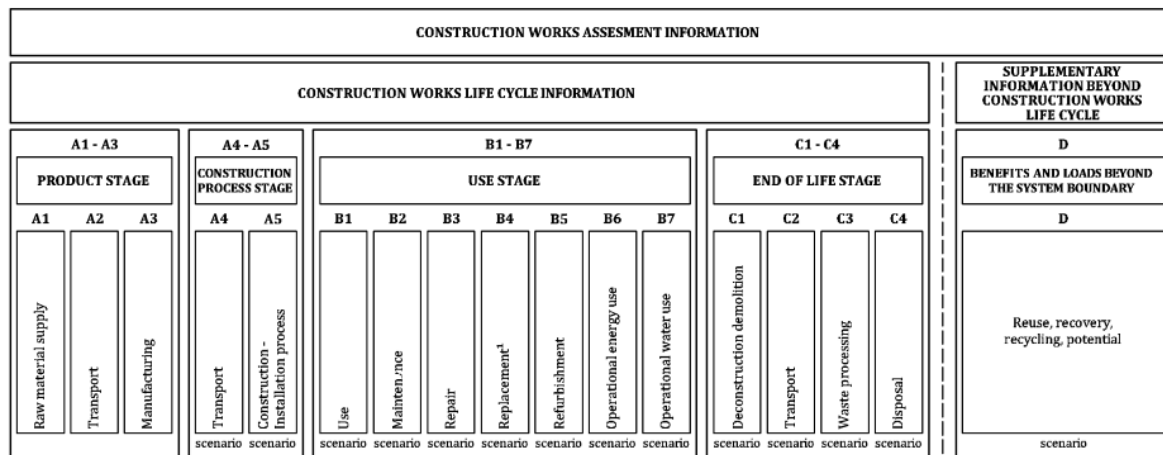 CONSTRUCTION WORKS ASSESMENT INFORMATION
CONSTRUCTION WORKS LIFE CYCLE INFORMATION
SUPPLEMENTARY
INFORMATION BEYOND
CONSTRUCTION WORKS
LIFE CYCLE
A1 - A3
PRODUCT STAGE
A1 A2 A3
Raw material supply
Transport
Manufacturing
A4 - A5
CONSTRUCTION
PROCESS STAGE
A4 A5
Transport
Construction -
Installation process
scenario scenario
B1 - B7
USE STAGE
B1 B2 B3 B4 B5 B6 B7
Use
Maintenance
Repair
Replacement¹
Refurbishment
Operational energy use
Operational water use
scenario scenario scenario scenario scenario scenario scenario
C1 - C4
END OF LIFE STAGE
C1 C2 C3 C4
Deconstruction demolition
Transport
Waste processing
Disposal
scenario scenario scenario scenario
D
BENEFITS AND LOADS BEYOND
THE SYSTEM BOUNDARY
D
Reuse, recovery,
recycling, potential
scenario